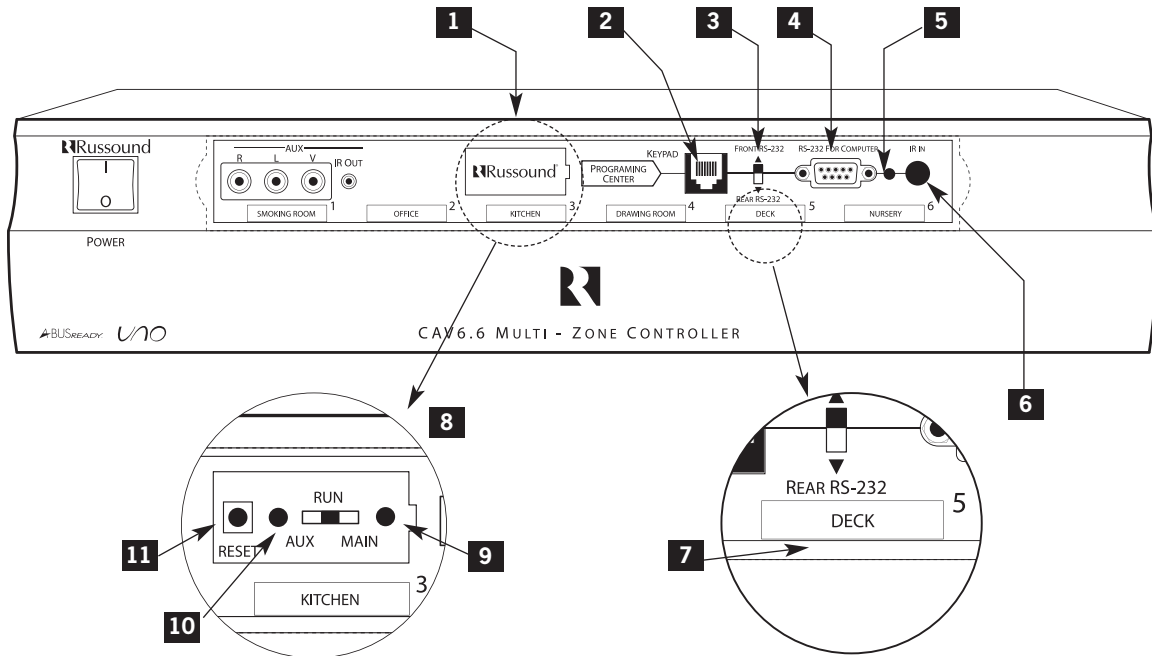 1
2
3
4
5
Russound
I
O
POWER
AUX
R
L
V
IR OUT
SMOKING ROOM
1
OFFICE
2
Russound
KITCHEN
3
PROGRAMING
CENTER
KEYPAD
DRAWING ROOM
4
FRONT RS-232
REAR RS-232
DECK
5
RS-232 FOR COMPUTER
IR IN
NURSERY
6
R
A-BUS READY UNO
CAV6.6 MULTI - ZONE CONTROLLER
6
8
RUN
AUX
MAIN
RESET
KITCHEN
3
9
11
10
REAR RS-232
5
DECK
7